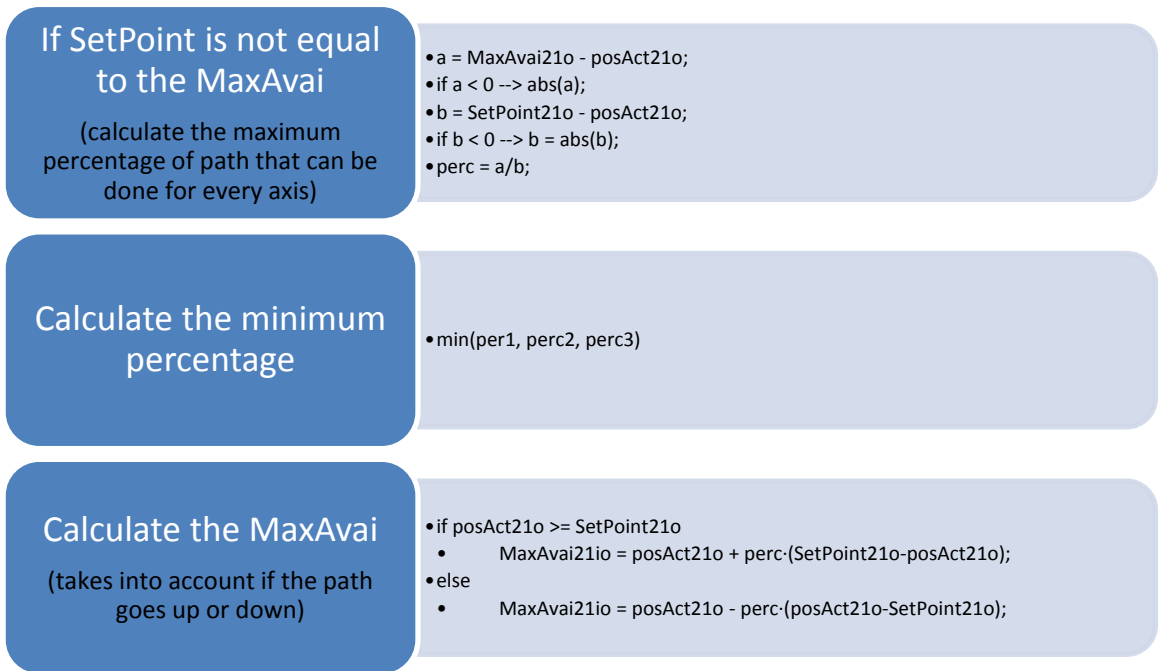 If SetPoint is not equal
to the MaxAvai
(calculate the maximum
percentage of path that can be
done for every axis)
•a = MaxAvai21o - posAct21o;
•if a < 0 --> abs(a);
•b = SetPoint21o - posAct21o;
•if b < 0 --> b = abs(b);
•perc = a/b;
Calculate the minimum
percentage
•min(per1, perc2, perc3)
Calculate the MaxAvai
(takes into account if the path
goes up or down)
•if posAct21o >= SetPoint21o
• MaxAvai21io = posAct21o + perc·(SetPoint21o-posAct21o);
•else
• MaxAvai21io = posAct21o - perc·(posAct21o-SetPoint21o);